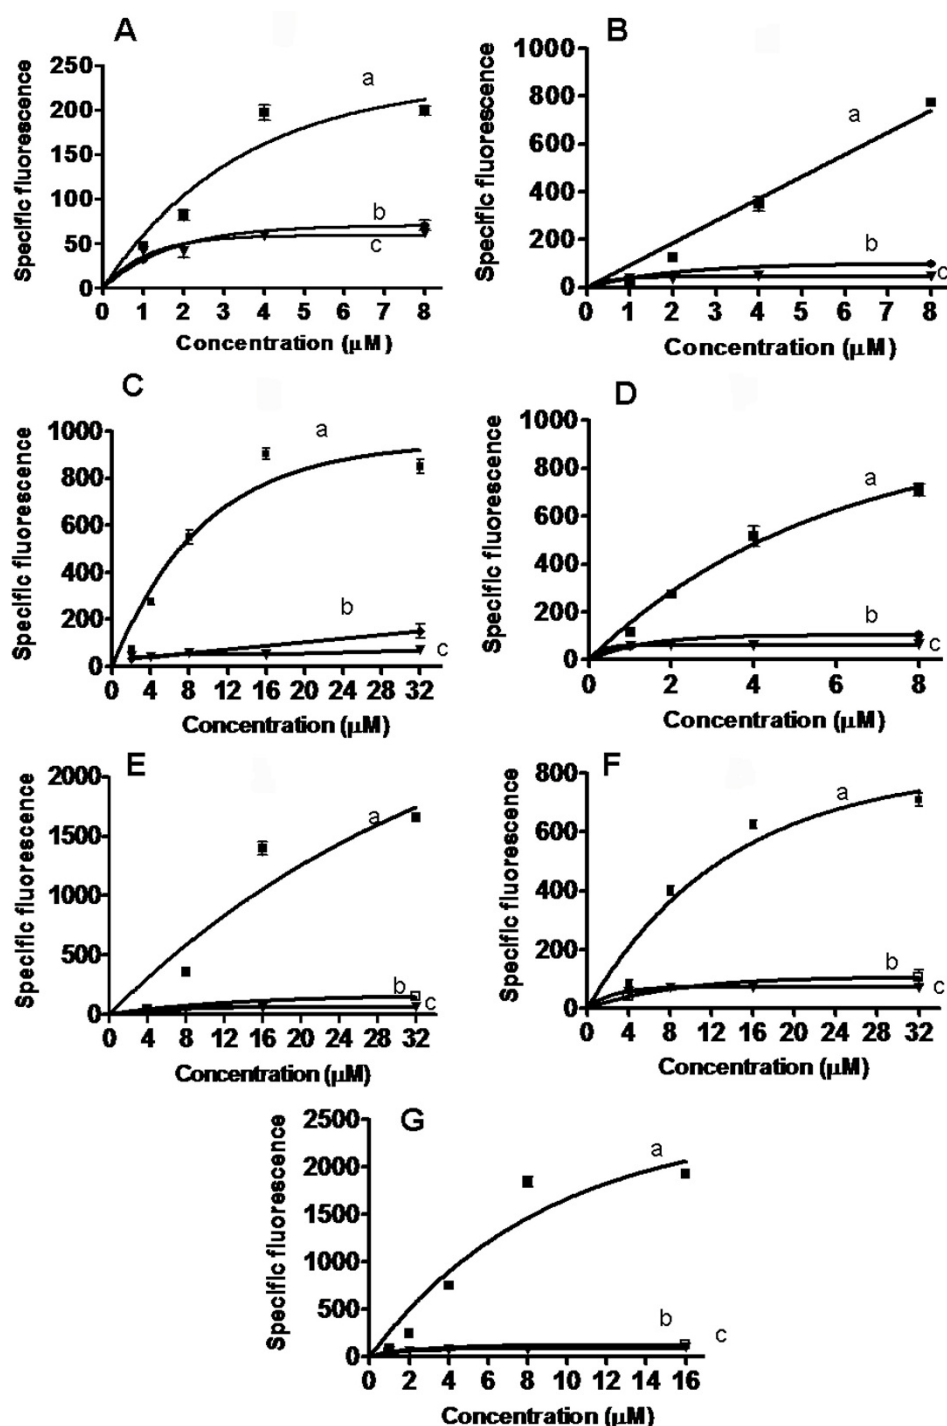 A
Specific fluorescence
250
200
150
100
50
0
a
b
c
0 1 2 3 4 5 6 7 8
Concentration (µM)
B
Specific fluorescence
1000
800
600
400
200
0
a
b
c
0 1 2 3 4 5 6 7 8
Concentration (µM)
C
Specific fluorescence
1000
800
600
400
200
0
a
b
c
0 4 8 12 16 20 24 28 32
Concentration (µM)
D
Specific fluorescence
1000
800
600
400
200
0
a
b
c
0 2 4 6 8
Concentration (µM)
E
Specific fluorescence
2000
1500
1000
500
0
a
b
c
0 4 8 12 16 20 24 28 32
Concentration (µM)
F
Specific fluorescence
800
600
400
200
0
a
b
c
0 4 8 12 16 20 24 28 32
Concentration (µM)
G
Specific fluorescence
2500
2000
1500
1000
500
0
a
b
c
0 2 4 6 8 10 12 14 16
Concentration (µM)